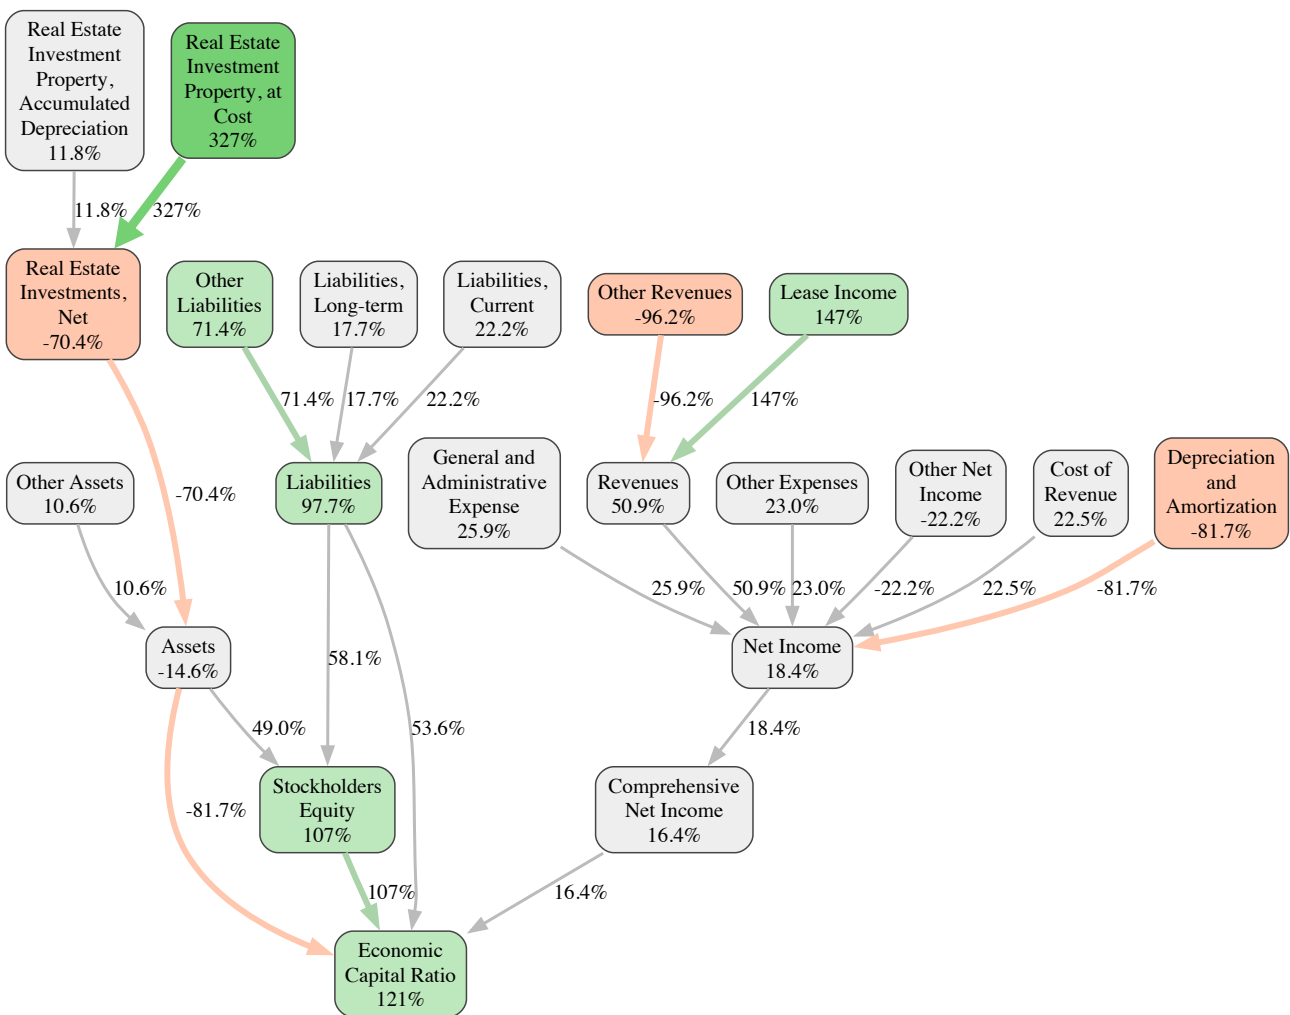 Real Estate
Investment
Property,
Accumulated
Depreciation
11.8%
Real Estate
Investment
Property, at
Cost
327%
11.8%
327%
Real Estate
Investments,
Net
-70.4%
Other
Liabilities
71.4%
Liabilities,
Long-term
17.7%
Liabilities,
Current
22.2%
Other Revenues
-96.2%
Lease Income
147%
71.4%
17.7%
22.2%
-96.2%
147%
Other Assets
10.6%
-70.4%
Liabilities
97.7%
General and
Administrative
Expense
25.9%
Revenues
50.9%
Other Expenses
23.0%
Other Net
Income
-22.2%
Cost of
Revenue
22.5%
Depreciation
and
Amortization
-81.7%
10.6%
25.9%
50.9%
23.0%
-22.2%
22.5%
-81.7%
Assets
-14.6%
58.1%
Net Income
18.4%
49.0%
53.6%
18.4%
-81.7%
Stockholders
Equity
107%
Comprehensive
Net Income
16.4%
107%
16.4%
Economic
Capital Ratio
121%